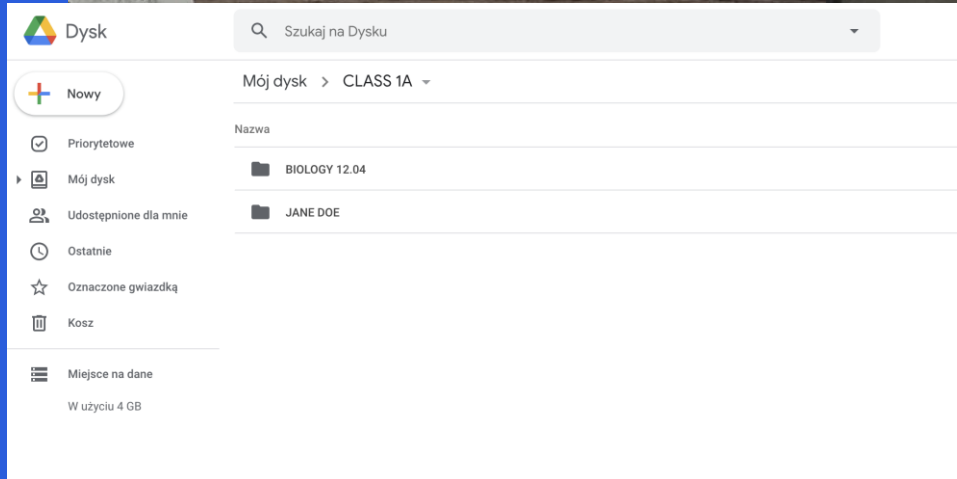 Dysk
Szukaj na Dysku
Nowy
Mój dysk > CLASS 1A
Nazwa
Priorytetowe
BIOLOGY 12.04
Mój dysk
JANE DOE
Udostępnione dla mnie
Ostatnie
Oznaczone gwiazdką
Kosz
Miejsce na dane
W użyciu 4 GB